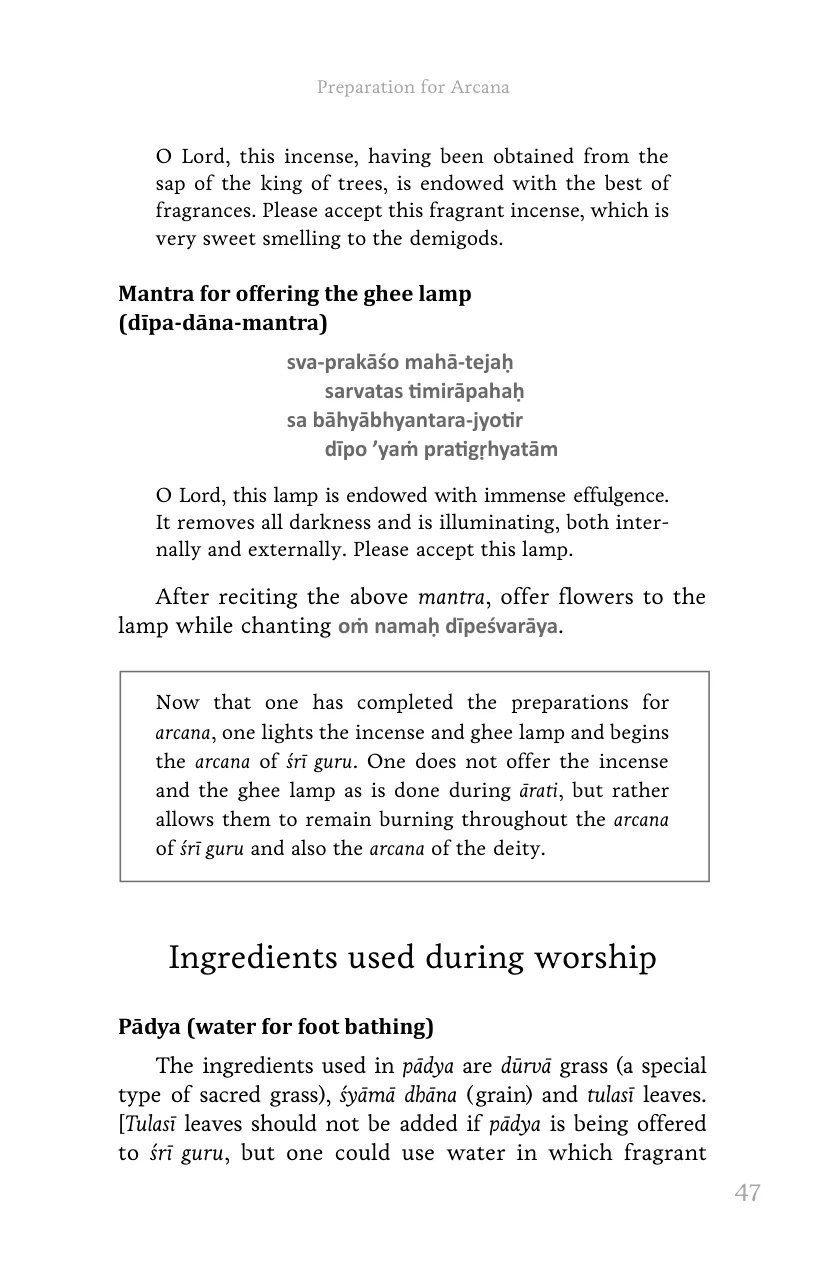 Preparation for Arcana
O Lord, this incense, having been obtained from the
sap of the king of trees, is endowed with the best of
fragrances. Please accept this fragrant incense, which is
very sweet smelling to the demigods.
Mantra for offering the ghee lamp
(dīpa-dāna-mantra)
sva-prakāśo mahā-tejaḥ
sarvatas timirāpahaḥ
sa bāhyābhyantara-jyotir
dīpo ’yaṁ pratigṛhyatām
O Lord, this lamp is endowed with immense effulgence.
It removes all darkness and is illuminating, both inter-
nally and externally. Please accept this lamp.
After reciting the above mantra, offer flowers to the
lamp while chanting oṁ namaḥ dīpeśvarāya.
Now that one has completed the preparations for
arcana, one lights the incense and ghee lamp and begins
the arcana of śrī guru. One does not offer the incense
and the ghee lamp as is done during ārati, but rather
allows them to remain burning throughout the arcana
of śrī guru and also the arcana of the deity.
Ingredients used during worship
Pādya (water for foot bathing)
The ingredients used in pādya are dūrvā grass (a special
type of sacred grass), śyāmā dhāna (grain) and tulasī leaves.
[Tulasī leaves should not be added if pādya is being offered
to śrī guru, but one could use water in which fragrant
47